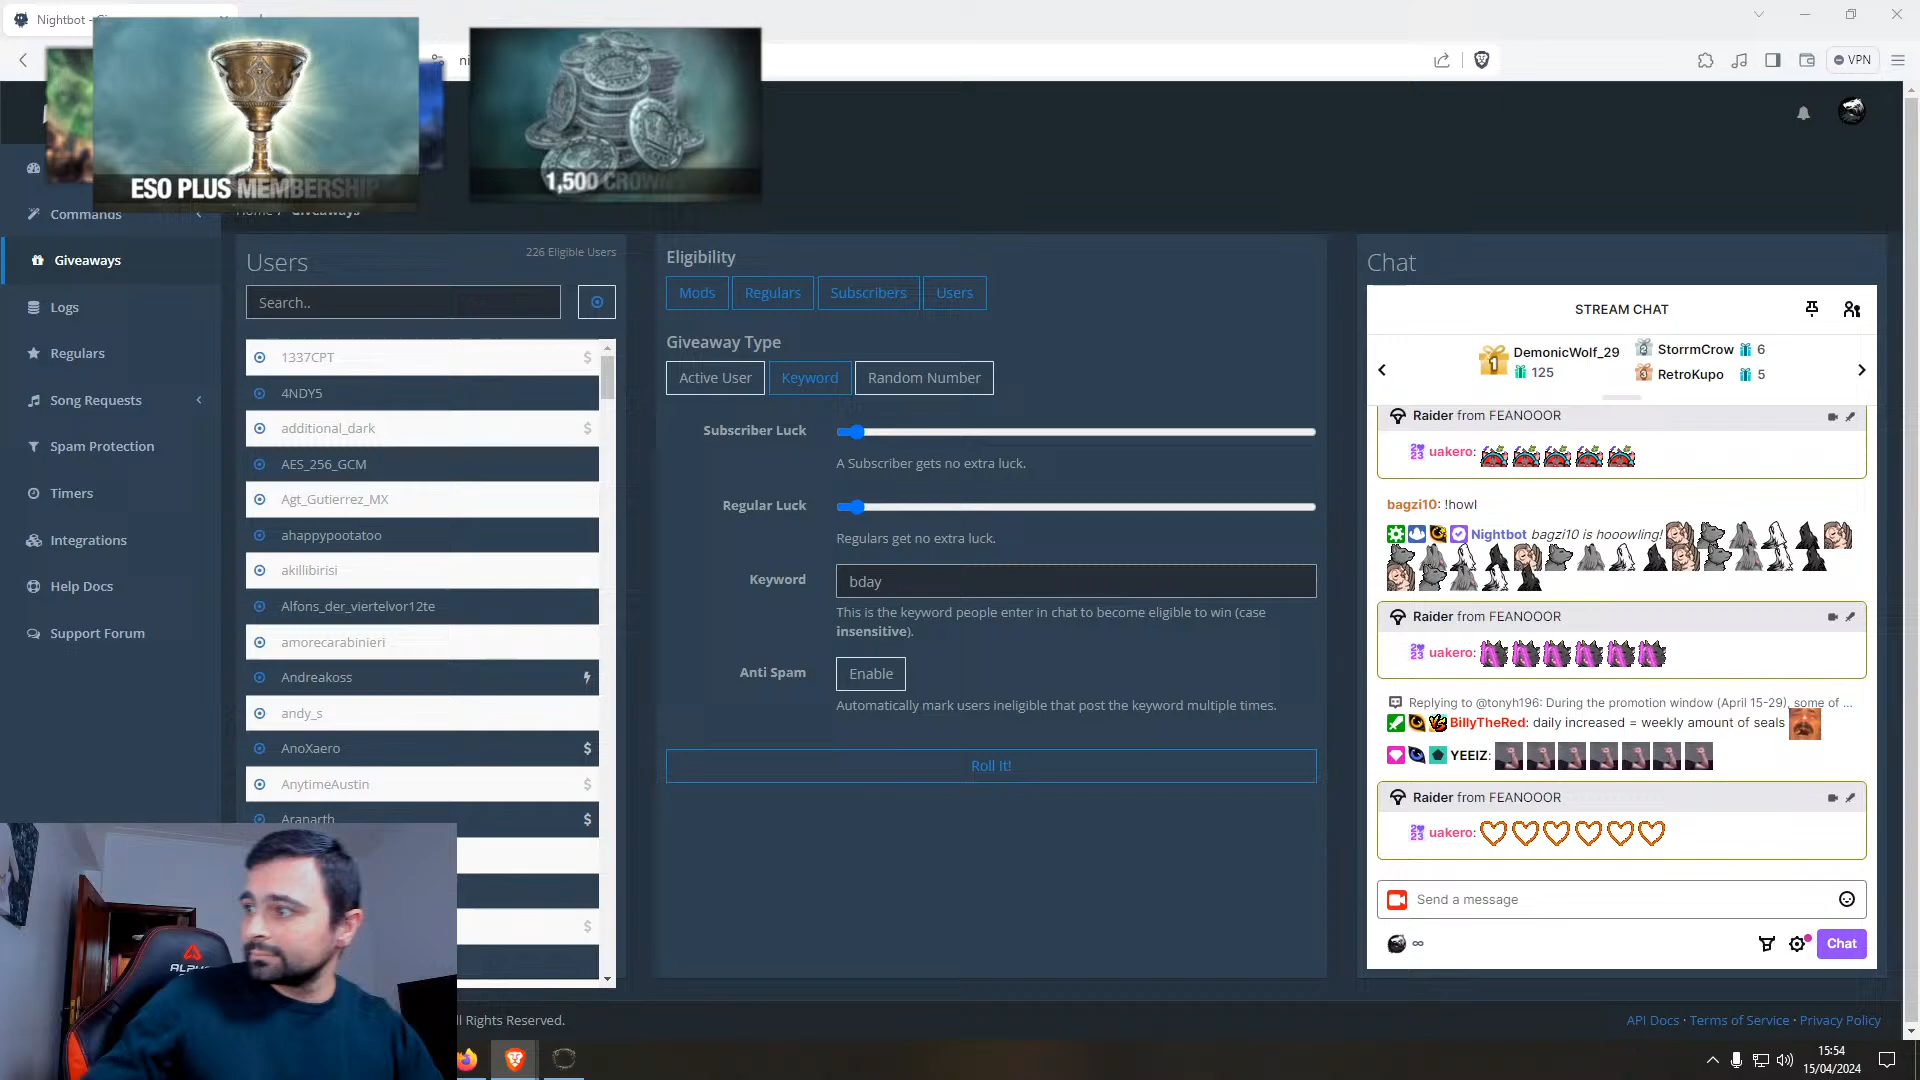 Nightbot -
ni
VPN
ESO PLUS MEMBERSHIP
1,500 CROWNS
Commands
Giveaways
Logs
Regulars
Song Requests
Spam Protection
Timers
Integrations
Help Docs
Support Forum
Home / Giveaways
Users
226 Eligible Users
Search..
1337CPT $
4NDY5
additional_dark $
AES_256_GCM
Agt_Gutierrez_MX
ahappypootatoo
akillibirisi
Alfons_der_viertelvor12te
amorecarabinieri
Andreakoss
andy_s
AnoXaero $
AnytimeAustin $
Aranarth $
$
Eligibility
Mods
Regulars
Subscribers
Users
Giveaway Type
Active User
Keyword
Random Number
Subscriber Luck
A Subscriber gets no extra luck.
Regular Luck
Regulars get no extra luck.
Keyword
bday
This is the keyword people enter in chat to become eligible to win (case
insensitive).
Anti Spam
Enable
Automatically mark users ineligible that post the keyword multiple times.
Roll It!
Chat
STREAM CHAT
1 DemonicWolf_29
125
2 StorrmCrow 6
3 RetroKupo 5
Raider from FEANOOOR
uakero:
bagzi10: !howl
Nightbot bagzi10 is hooowling!
Raider from FEANOOOR
uakero:
Replying to @tonyh196: During the promotion window (April 15-29), some of ...
BillyTheRed: daily increased = weekly amount of seals
YEEIZ:
Raider from FEANOOOR
uakero:
Send a message
∞
Chat
ll Rights Reserved.
API Docs · Terms of Service · Privacy Policy
15:54
15/04/2024